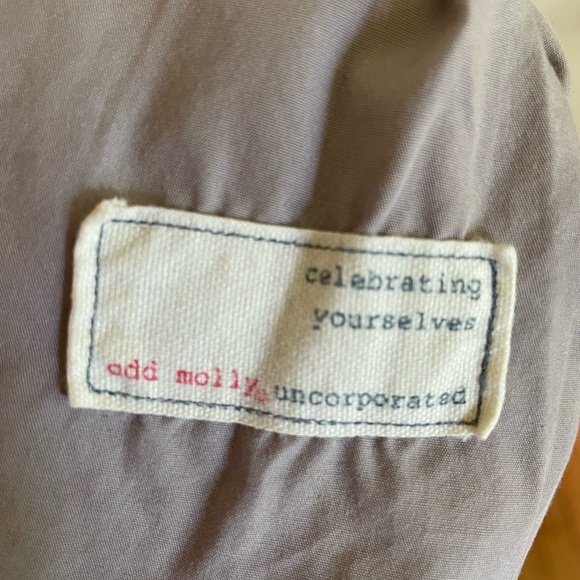 celebrating
yourselves
odd molly® uncorporated